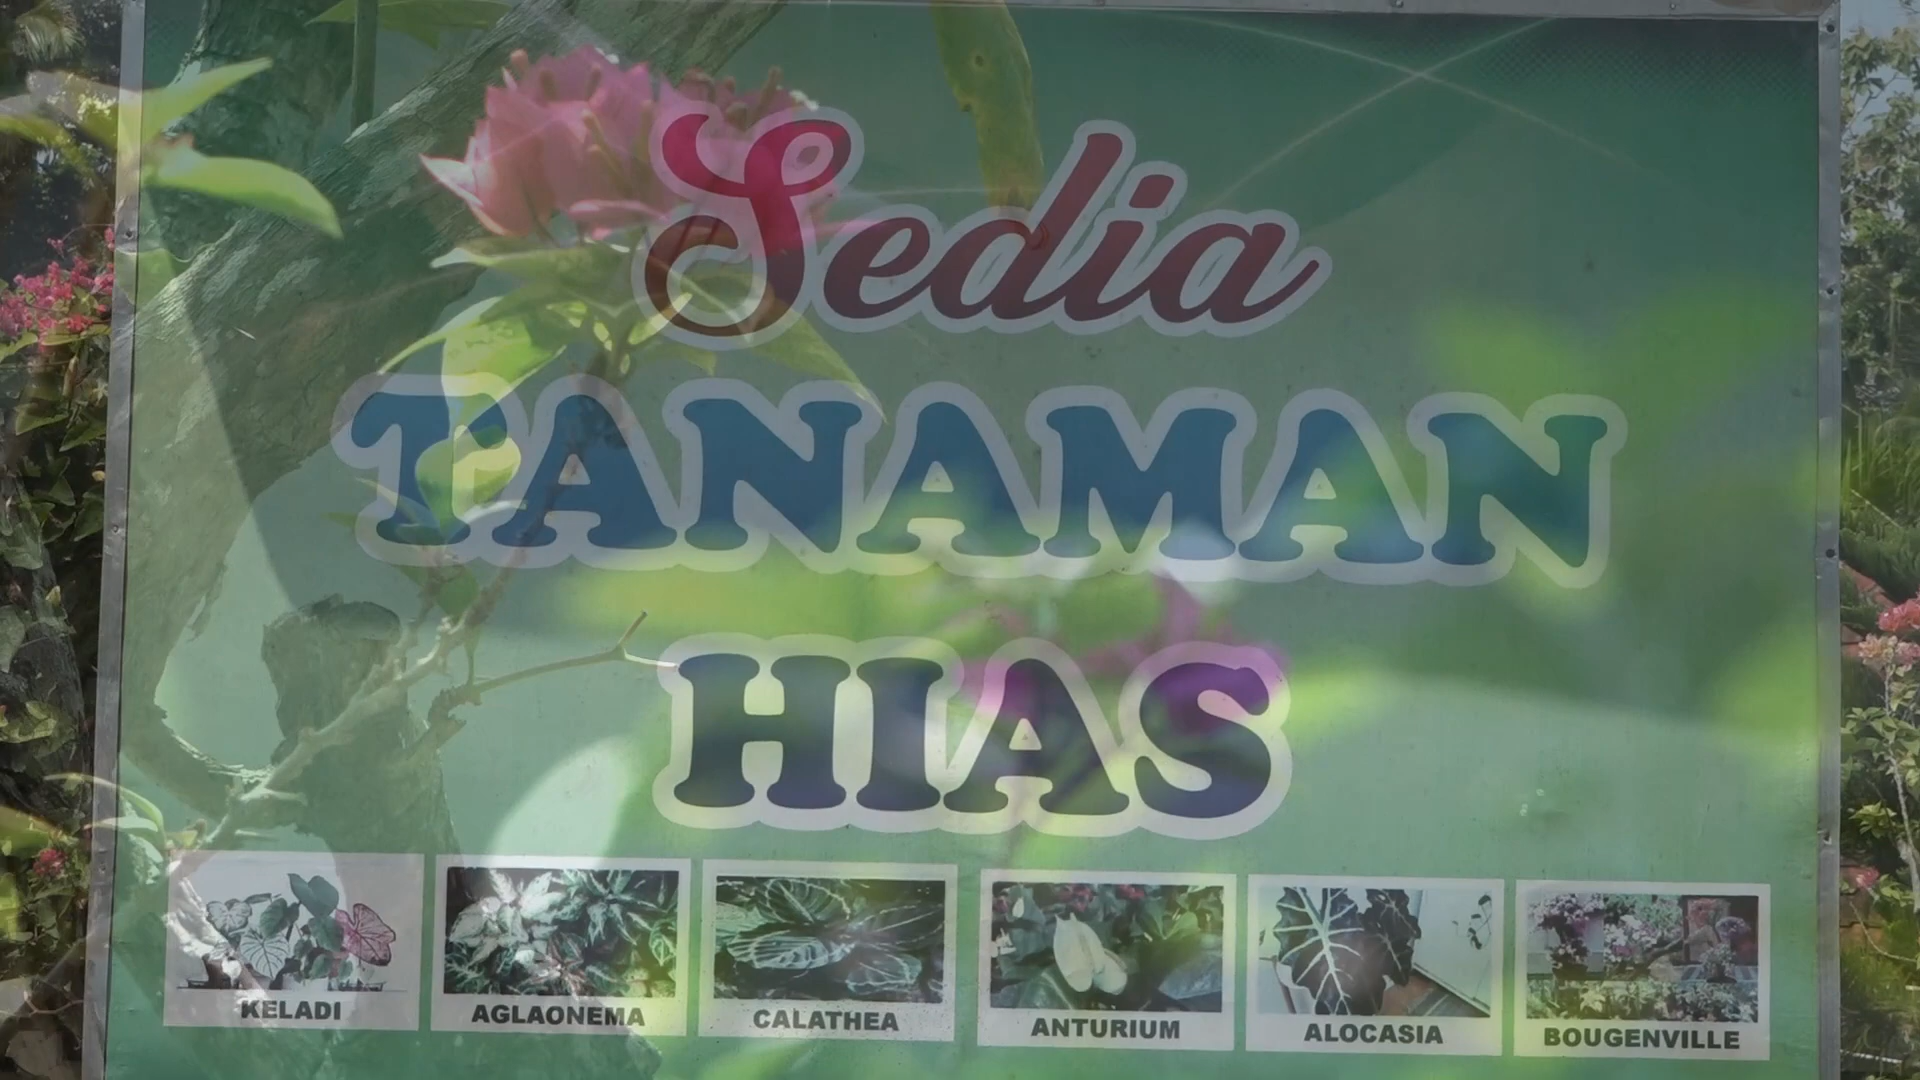 Sedia
TANAMAN
HIAS
KELADI
AGLAONEMA
CALATHEA
ANTURIUM
ALOCASIA
BOUGENVILLE